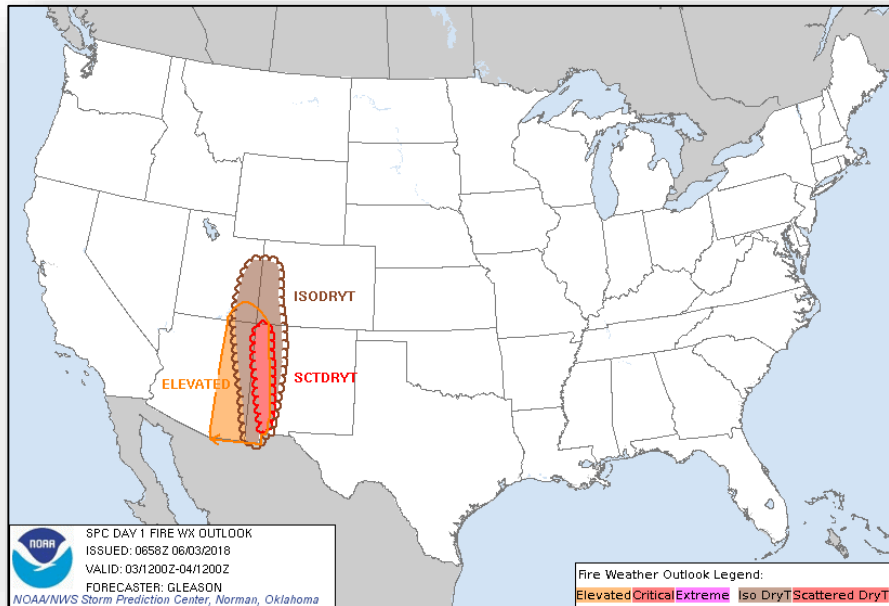 ISODRYT
ELEVATED
SCTDRYT
NOAA
SPC DAY 1 FIRE WX OUTLOOK
ISSUED: 0658Z 06/03/2018
VALID: 03/1200Z-04/1200Z
FORECASTER: GLEASON
NOAA/NWS Storm Prediction Center, Norman, Oklahoma
Fire Weather Outlook Legend:
Elevated Critical Extreme Iso DryT Scattered DryT